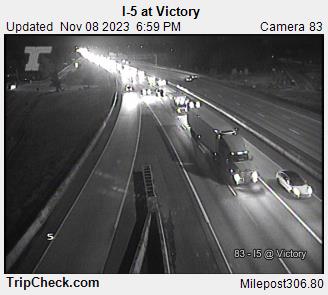 I-5 at Victory
Updated Nov 08 2023 6:59 PM Camera 83
S
83 - I5 @ Victory
TripCheck.com Milepost306.80